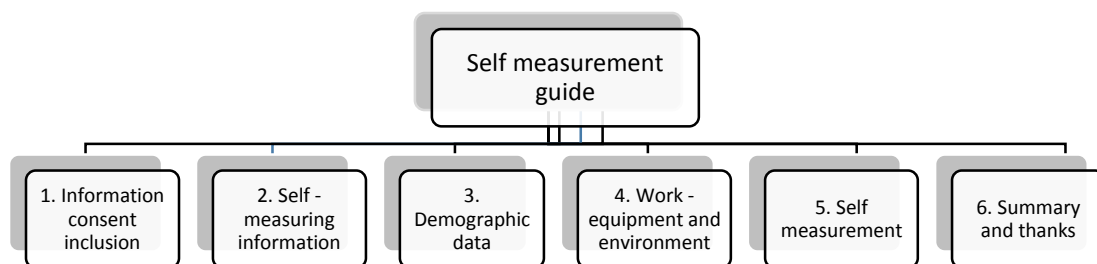 Self measurement
guide
1. Information
consent
inclusion
2. Self -
measuring
information
3.
Demographic
data
4. Work -
equipment and
environment
5. Self
measurement
6. Summary
and thanks